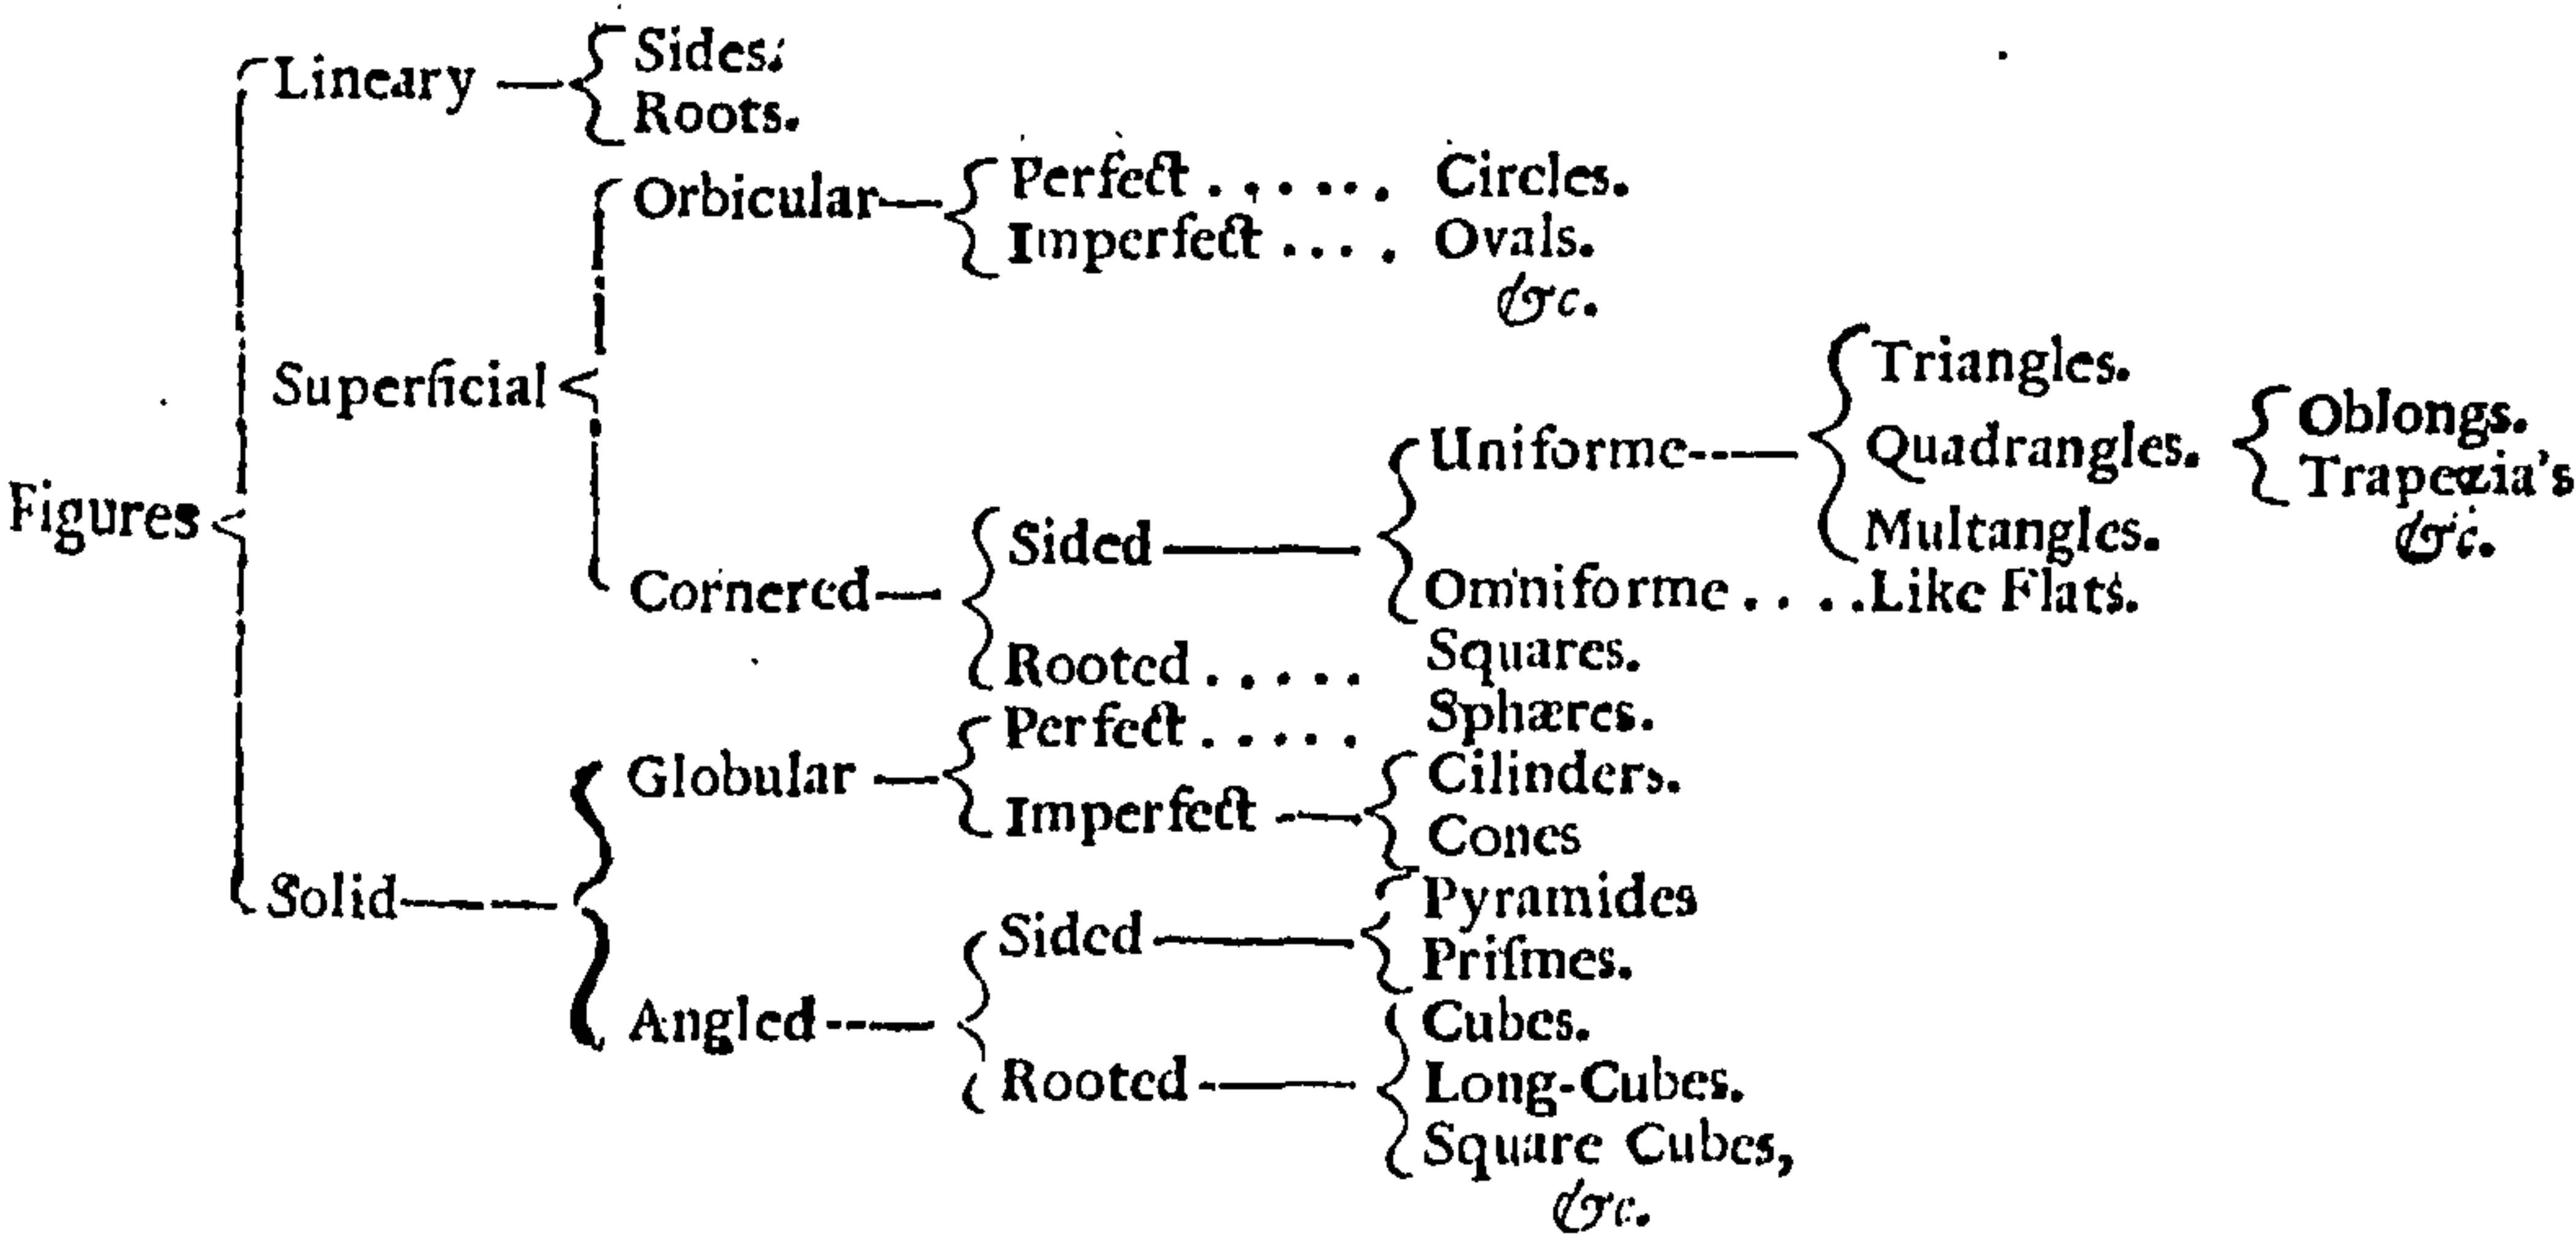 Figures
Lineary
Sides.
Roots.
Superficial
Orbicular
Perfect ...... Circles.
Imperfect .... Ovals.
&c.
Cornered
Sided
Uniforme
Triangles.
Quadrangles.
Oblongs.
Trapezia's
&c.
Multangles.
Omniforme ....Like Flats.
Rooted ..... Squares.
Solid
Globular
Perfect ..... Sphæres.
Imperfect
Cilinders.
Cones
Angled
Sided
Pyramides
Priſmes.
Rooted
Cubes.
Long-Cubes.
Square Cubes,
&c.